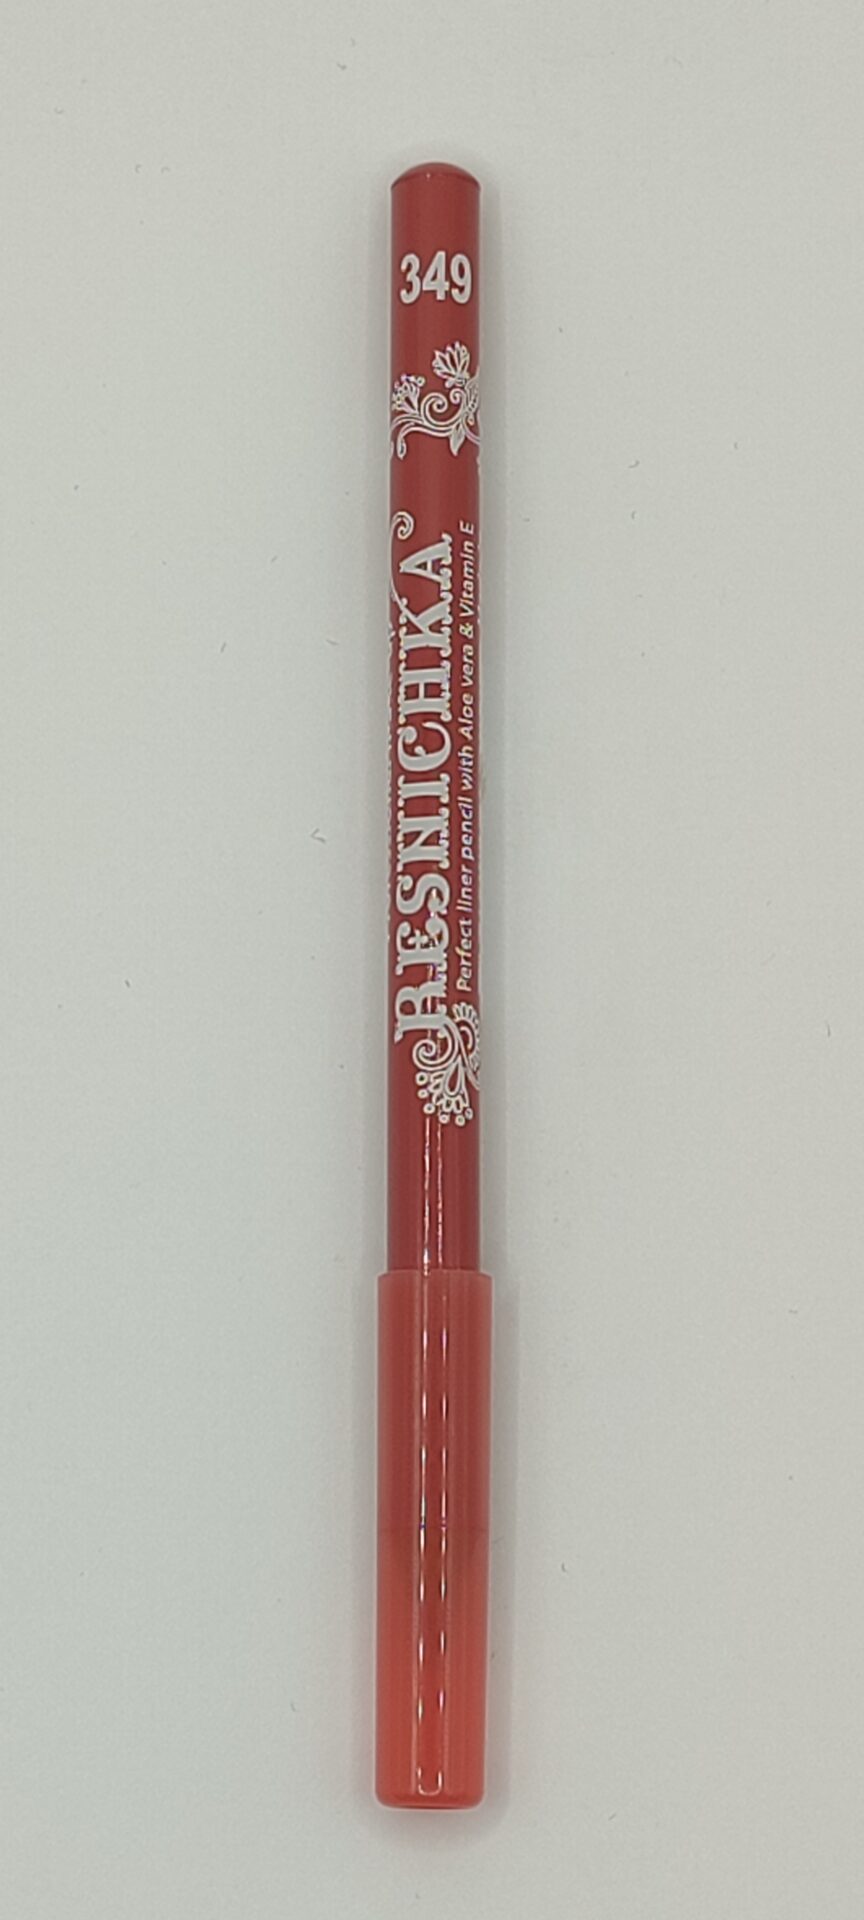 349
RESNICHKA
Perfect liner pencil with Aloe vera & Vitamin E